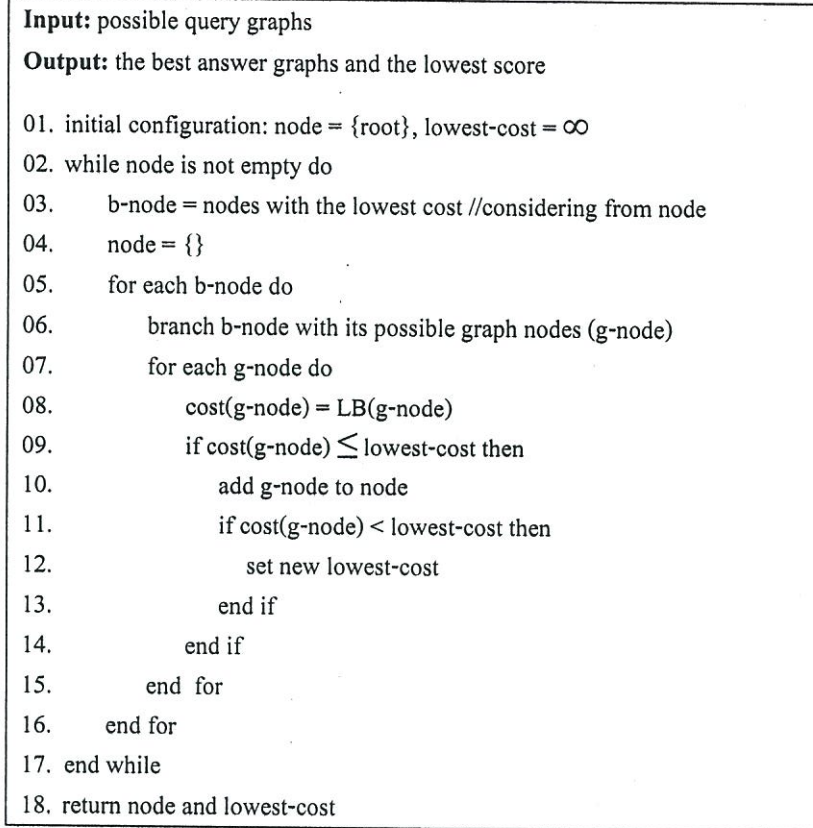 Input: possible query graphs
Output: the best answer graphs and the lowest score
01. initial configuration: node = {root}, lowest-cost = ∞
02. while node is not empty do
03. b-node = nodes with the lowest cost //considering from node
04. node = {}
05. for each b-node do
06. branch b-node with its possible graph nodes (g-node)
07. for each g-node do
08. cost(g-node) = LB(g-node)
09. if cost(g-node) ≤ lowest-cost then
10. add g-node to node
11. if cost(g-node) < lowest-cost then
12. set new lowest-cost
13. end if
14. end if
15. end for
16. end for
17. end while
18. return node and lowest-cost